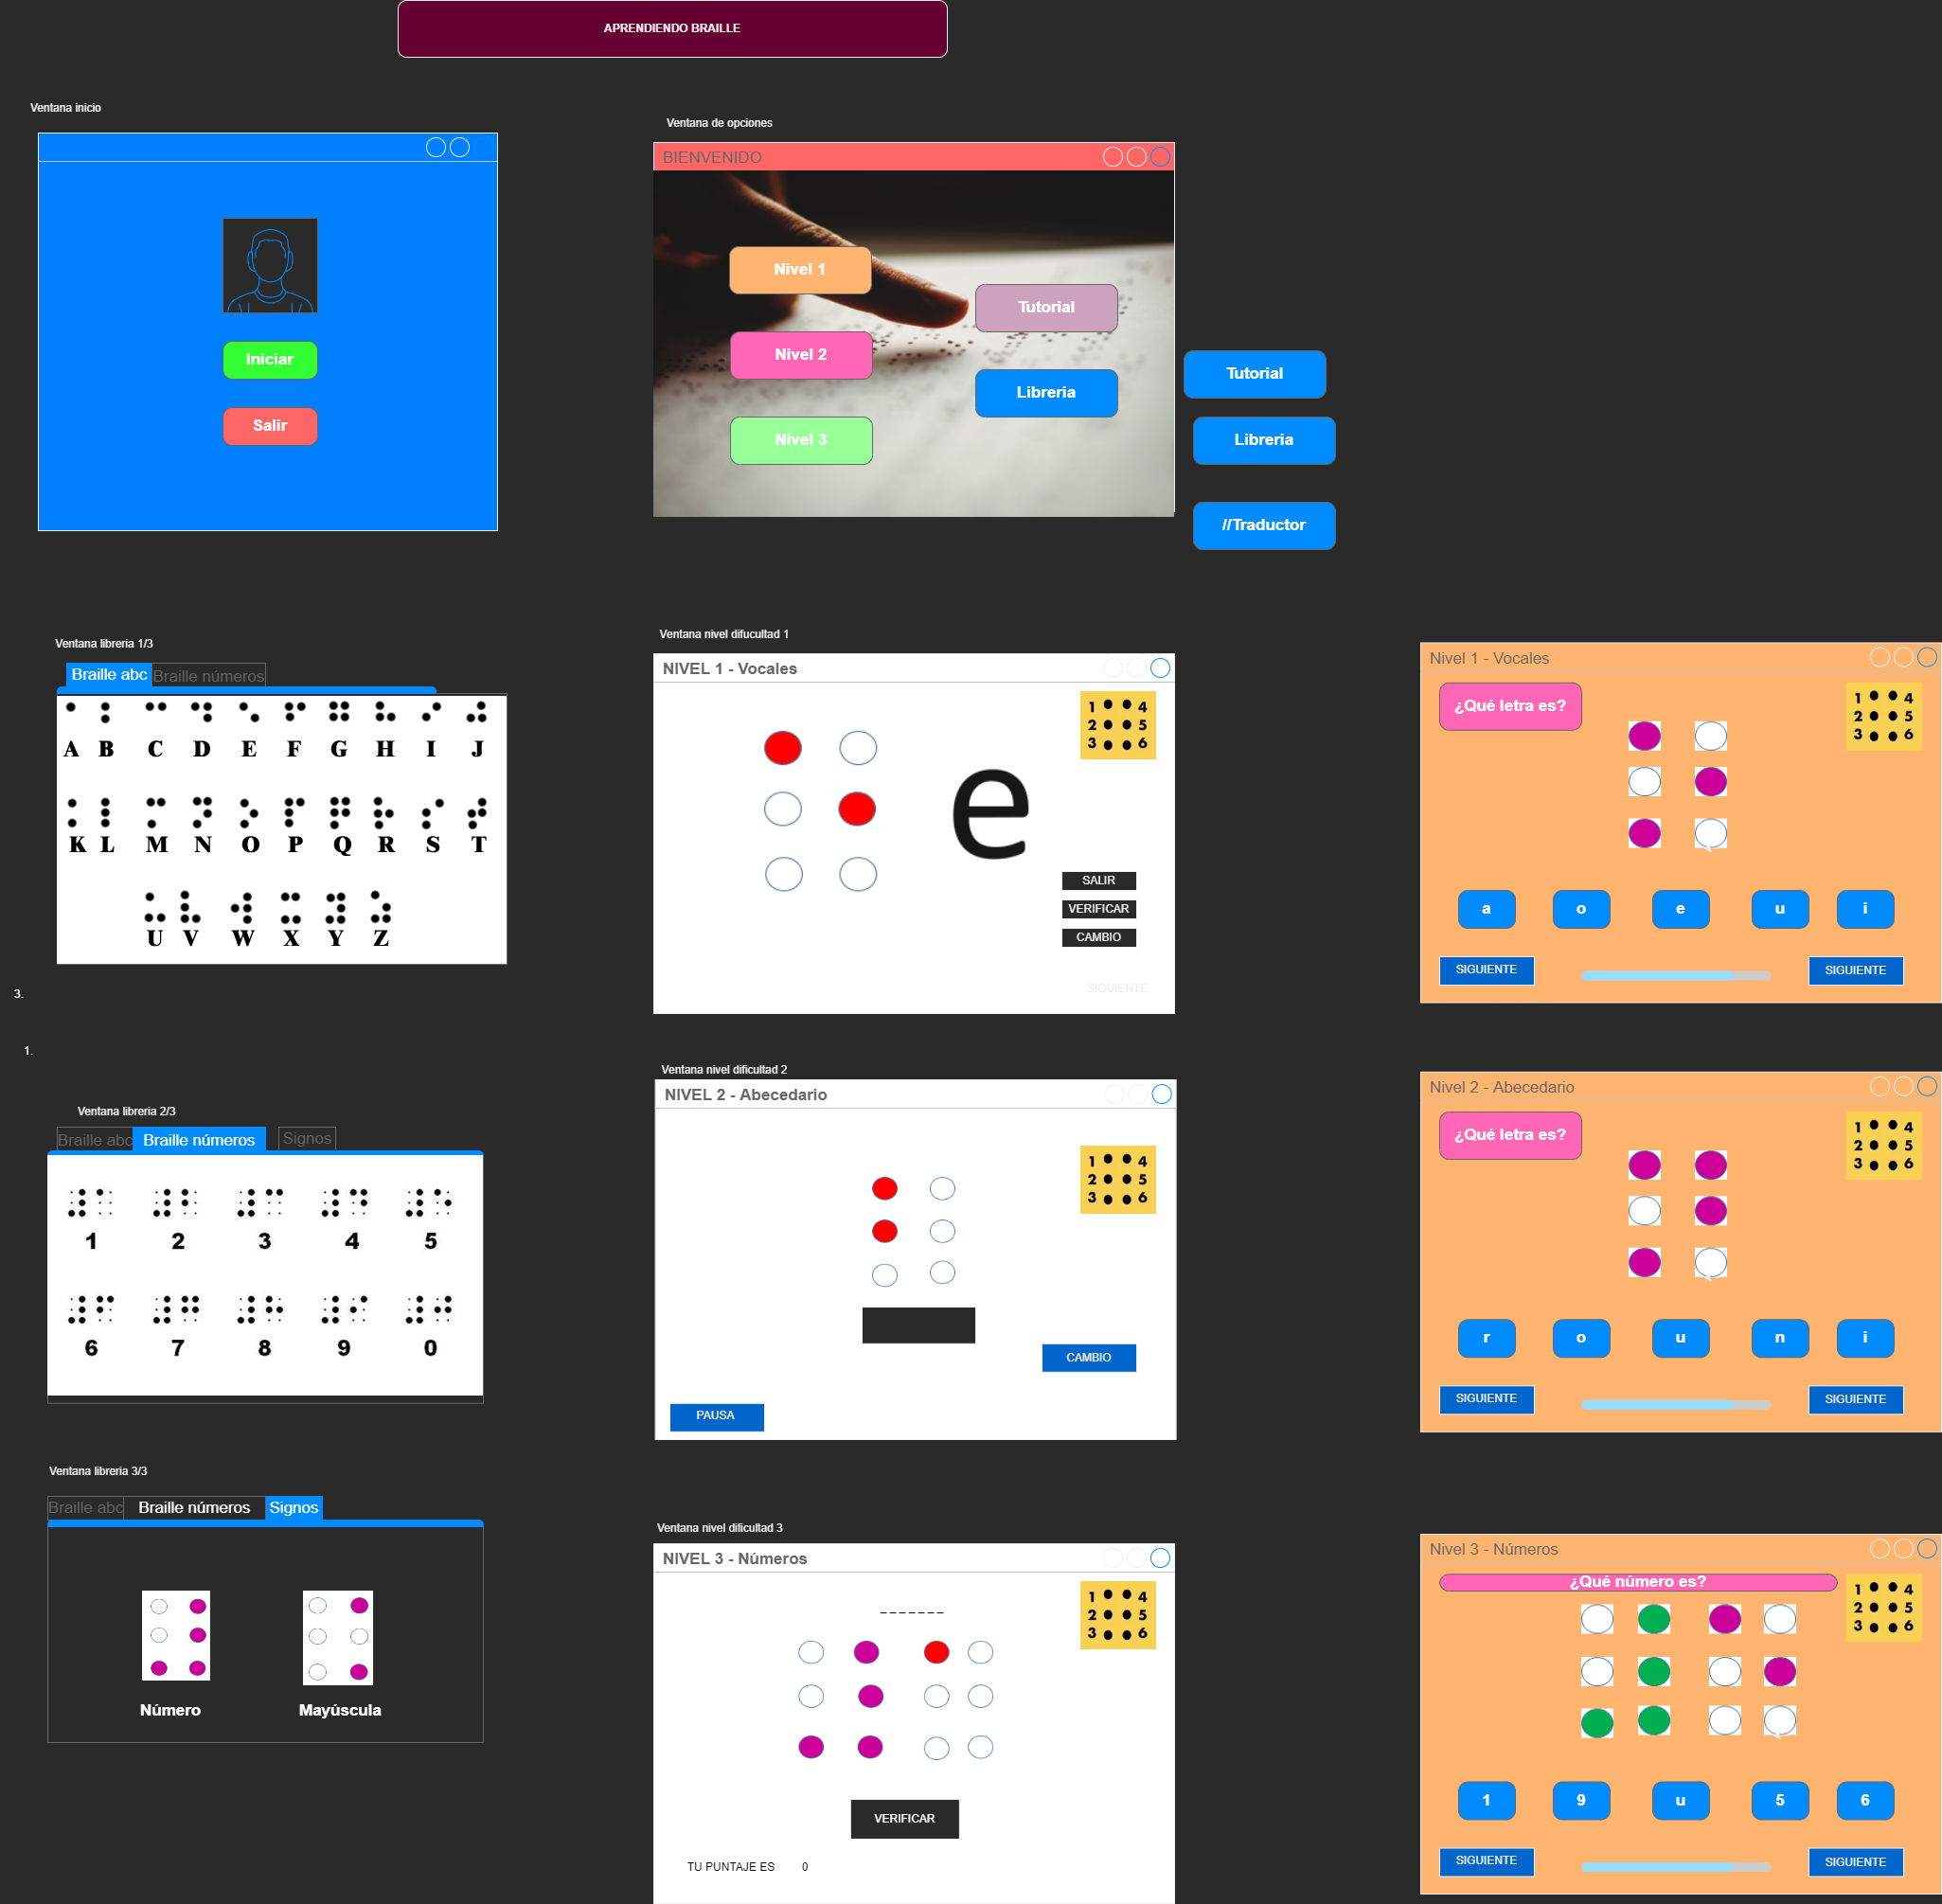 APRENDIENDO BRAILLE
Ventana inicio
Iniciar
Salir
Ventana de opciones
BIENVENIDO
Nivel 1
Nivel 2
Nivel 3
Tutorial
Libreria
Tutorial
Libreria
//Traductor
Ventana libreria 1/3
Braille abc
Braille números
A B C D E F G H I J
K L M N O P Q R S T
U V W X Y Z
3.
1.
Ventana nivel difucultad 1
NIVEL 1 - Vocales
1 4
2 5
3 6
e
SALIR
VERIFICAR
CAMBIO
SIGUIENTE
Nivel 1 - Vocales
¿Qué letra es?
1 4
2 5
3 6
a o e u i
SIGUIENTE
SIGUIENTE
Ventana libreria 2/3
Braille abc
Braille números
Signos
1 2 3 4 5
6 7 8 9 0
Ventana nivel dificultad 2
NIVEL 2 - Abecedario
1 4
2 5
3 6
CAMBIO
PAUSA
Nivel 2 - Abecedario
¿Qué letra es?
1 4
2 5
3 6
r o u n i
SIGUIENTE
SIGUIENTE
Ventana libreria 3/3
Braille abc
Braille números
Signos
Número
Mayúscula
Ventana nivel dificultad 3
NIVEL 3 - Números
1 4
2 5
3 6
-------
VERIFICAR
TU PUNTAJE ES 0
Nivel 3 - Números
¿Qué número es?
1 4
2 5
3 6
1 9 u 5 6
SIGUIENTE
SIGUIENTE